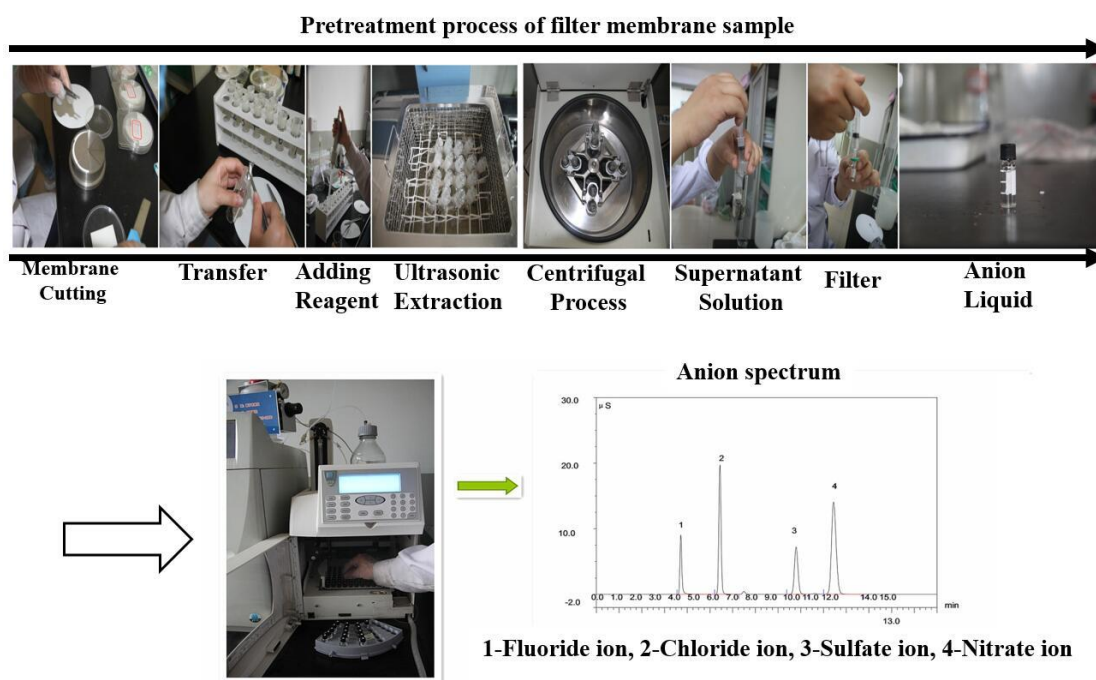 Pretreatment process of filter membrane sample
Membrane
Cutting
Transfer
Adding
Reagent
Ultrasonic
Extraction
Centrifugal
Process
Supernatant
Solution
Filter
Anion
Liquid
Anion spectrum
30.0
μS
20.0
10.0
-2.0
1
2
3
4
0.0 1.0 2.0 3.0 4.0 5.0 6.0 7.0 8.0 9.0 10.0 11.0 12.0 14.0 15.0
min
13.0
1-Fluoride ion, 2-Chloride ion, 3-Sulfate ion, 4-Nitrate ion